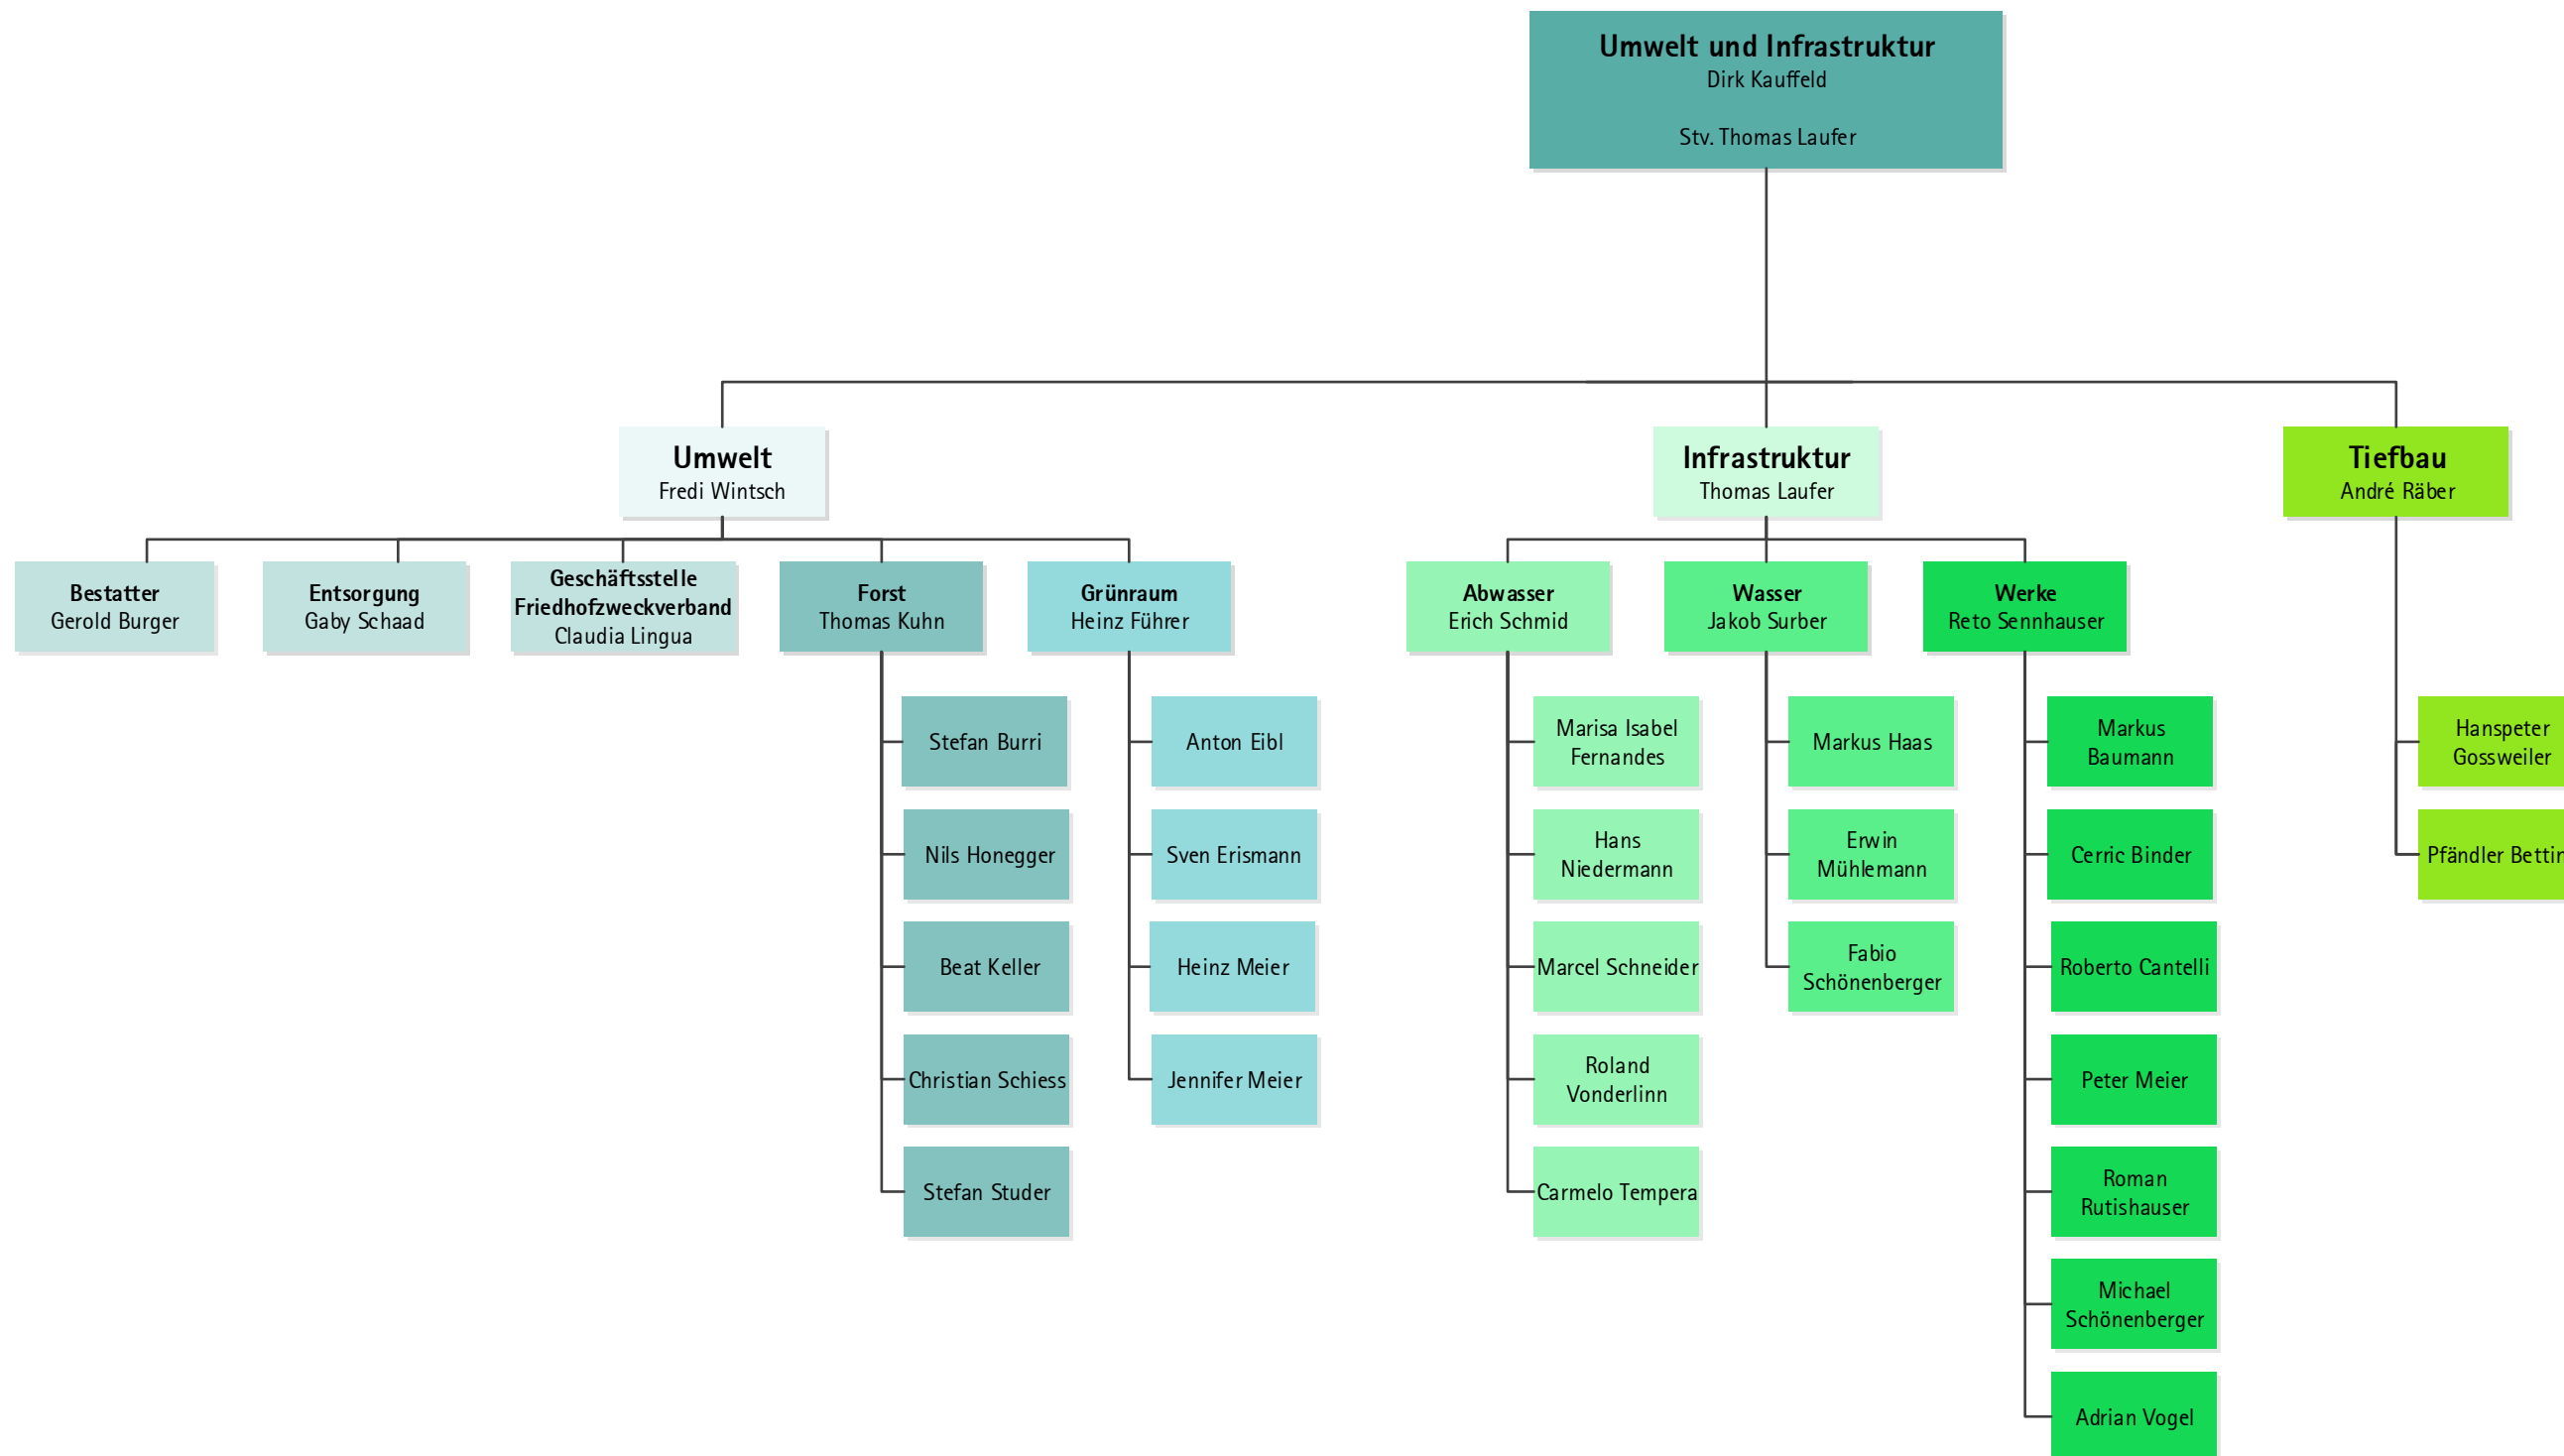 Umwelt und Infrastruktur
Dirk Kauffeld
Stv. Thomas Laufer
Umwelt
Fredi Wintsch
Infrastruktur
Thomas Laufer
Tiefbau
André Räber
Bestatter
Gerold Burger
Entsorgung
Gaby Schaad
Geschäftsstelle
Friedhofzweckverband
Claudia Lingua
Forst
Thomas Kuhn
Grünraum
Heinz Führer
Abwasser
Erich Schmid
Wasser
Jakob Surber
Werke
Reto Sennhauser
Stefan Burri
Nils Honegger
Beat Keller
Christian Schiess
Stefan Studer
Anton Eibl
Sven Erismann
Heinz Meier
Jennifer Meier
Marisa Isabel
Fernandes
Hans
Niedermann
Marcel Schneider
Roland
Vonderlinn
Carmelo Tempera
Markus Haas
Erwin
Mühlemann
Fabio
Schönenberger
Markus
Baumann
Cerric Binder
Roberto Cantelli
Peter Meier
Roman
Rutishauser
Michael
Schönenberger
Adrian Vogel
Hanspeter
Gossweiler
Pfändler